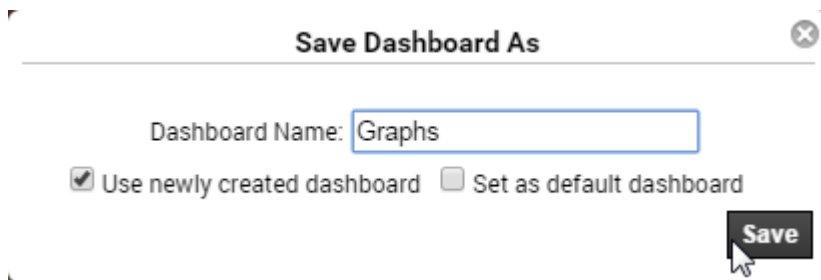 Save Dashboard As
Dashboard Name: Graphs
Use newly created dashboard Set as default dashboard
Save